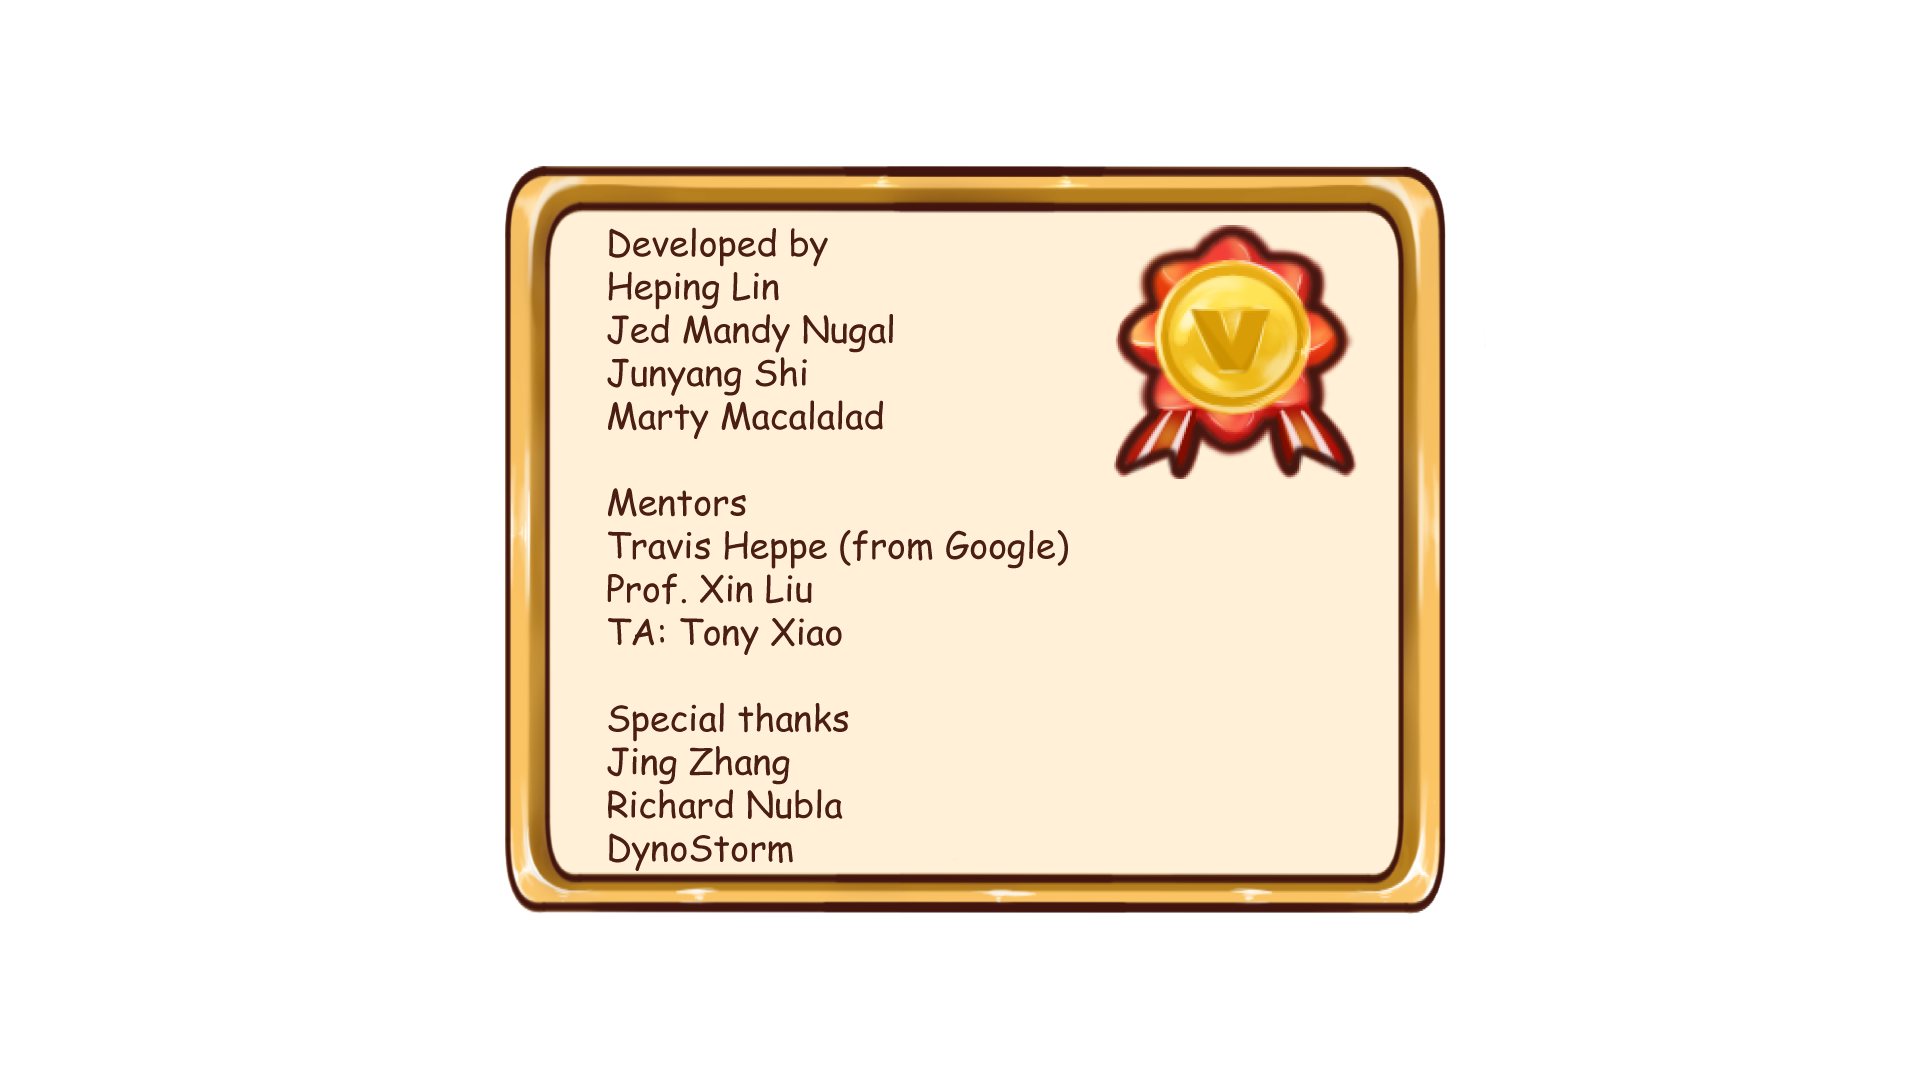 Developed by
Heping Lin
Jed Mandy Nugal
Junyang Shi
Marty Macalalad
Mentors
Travis Heppe (from Google)
Prof. Xin Liu
TA: Tony Xiao
Special thanks
Jing Zhang
Richard Nubla
DynoStorm
V